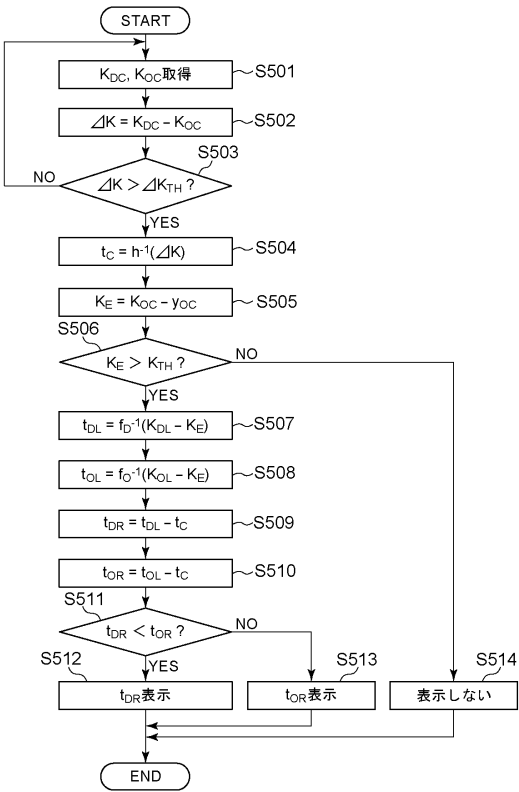 START
K_DC, K_OC取得
S501
⊿K = K_DC – K_OC
S502
S503
⊿K > ⊿K_TH ?
NO
YES
t_C = h^-1(⊿K)
S504
K_E = K_OC – y_OC
S505
S506
K_E > K_TH ?
NO
YES
t_DL = f_D^-1(K_DL – K_E)
S507
t_OL = f_O^-1(K_OL – K_E)
S508
t_DR = t_DL – t_C
S509
t_OR = t_OL – t_C
S510
S511
t_DR < t_OR ?
NO
YES
S512
S513
S514
t_DR表示
t_OR表示
表示しない
END